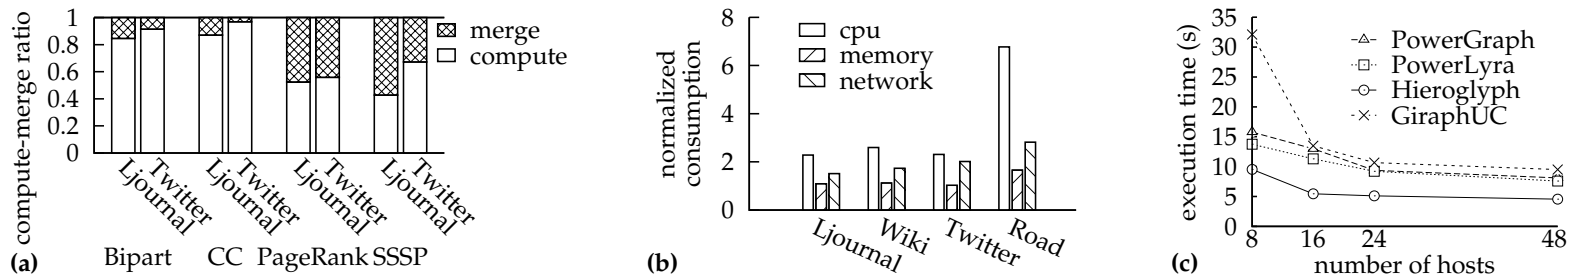 compute-merge ratio
1
0.8
0.6
0.4
0.2
0
merge
compute
Ljournal
Twitter
Ljournal
Twitter
Ljournal
Twitter
Ljournal
Twitter
Bipart CC PageRank SSSP
(a)
normalized
consumption
8
6
4
2
0
cpu
memory
network
Ljournal
Wiki
Twitter
Road
(b)
execution time (s)
35
30
25
20
15
10
5
0
PowerGraph
PowerLyra
Hieroglyph
GiraphUC
8 16 24 48
number of hosts
(c)